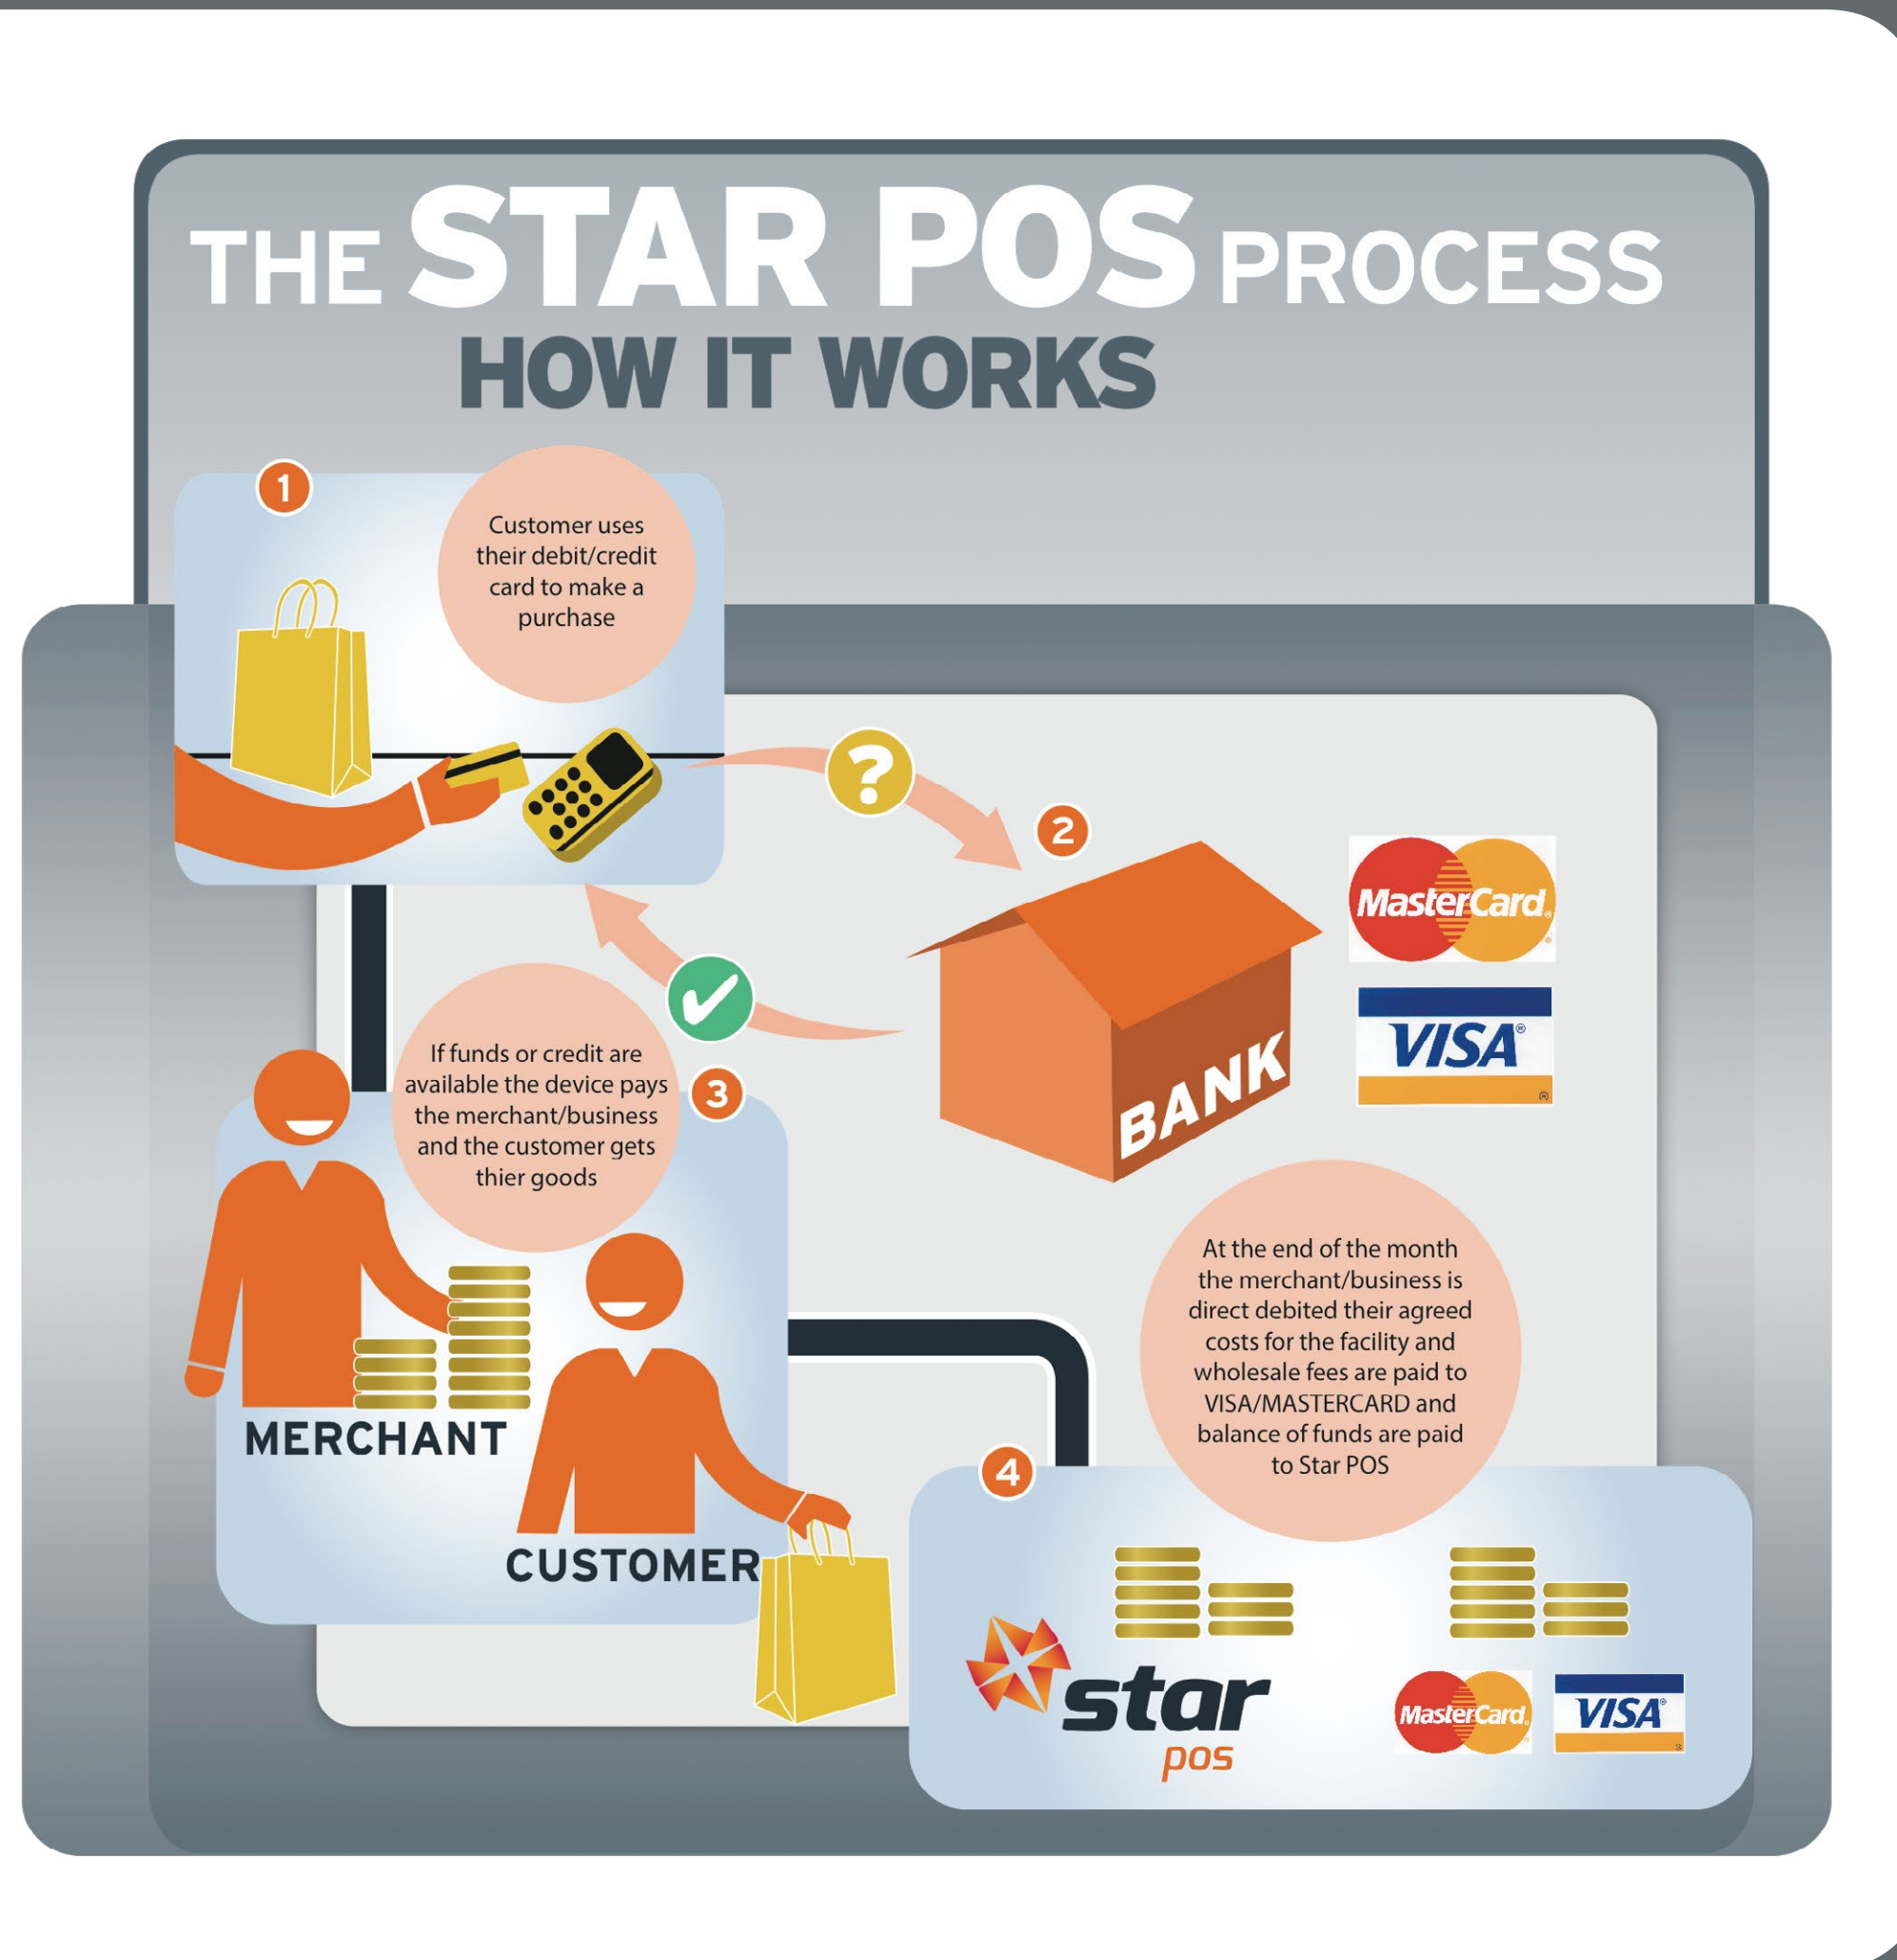 THE STAR POS PROCESS
HOW IT WORKS
1
Customer uses
their debit/credit
card to make a
purchase
?
2
MasterCard®
®
VISA®
®
BANK
If funds or credit are
available the device pays
the merchant/business
and the customer gets
thier goods
3
MERCHANT
CUSTOMER
At the end of the month
the merchant/business is
direct debited their agreed
costs for the facility and
wholesale fees are paid to
VISA/MASTERCARD and
balance of funds are paid
to Star POS
4
star
pos
MasterCard
VISA®